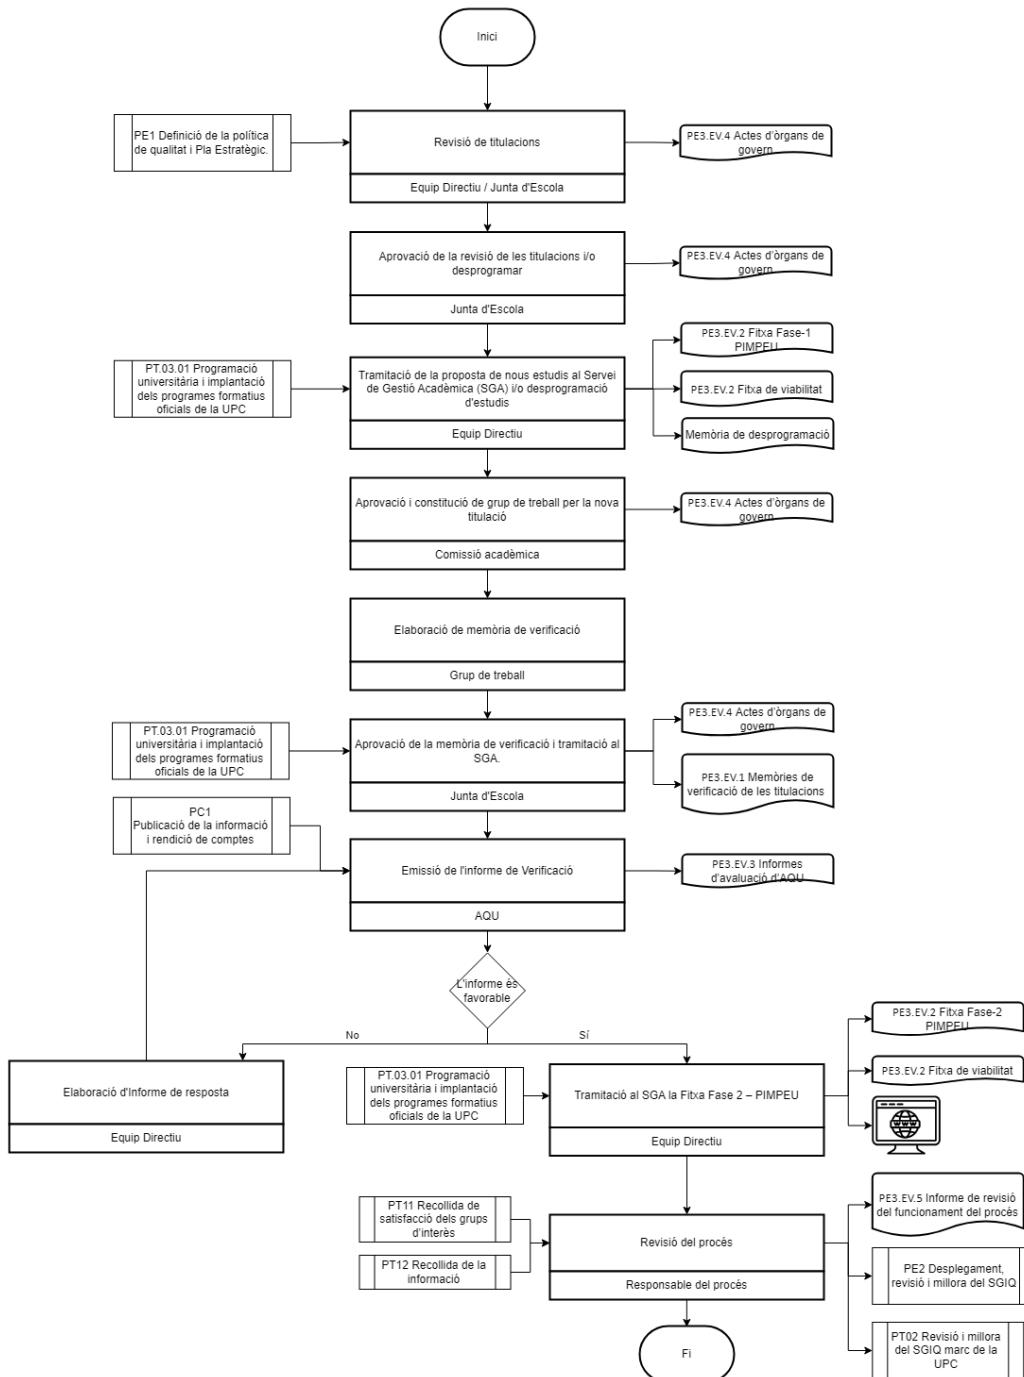 Inici
PE1 Definició de la política
de qualitat i Pla Estratègic.
Revisió de titulacions
Equip Directiu / Junta d'Escola
PE3.EV.4 Actes d'òrgans de
govern
Aprovació de la revisió de les titulacions i/o
desprogramar
Junta d'Escola
PE3.EV.4 Actes d'òrgans de
govern
PT.03.01 Programació
universitària i implantació
dels programes formatius
oficials de la UPC
Tramitació de la proposta de nous estudis al Servei
de Gestió Acadèmica (SGA) i/o desprogramació
d'estudis
Equip Directiu
PE3.EV.2 Fitxa Fase-1
PIMPEU
PE3.EV.2 Fitxa de viabilitat
Memòria de desprogramació
Aprovació i constitució de grup de treball per la nova
titulació
Comissió acadèmica
PE3.EV.4 Actes d'òrgans de
govern
Elaboració de memòria de verificació
Grup de treball
PT.03.01 Programació
universitària i implantació
dels programes formatius
oficials de la UPC
Aprovació de la memòria de verificació i tramitació al
SGA.
Junta d'Escola
PE3.EV.4 Actes d'òrgans de
govern
PE3.EV.1 Memòries de
verificació de les titulacions
PC1
Publicació de la informació
i rendició de comptes
Emissió de l'informe de Verificació
AQU
PE3.EV.3 Informes
d'avaluació d'AQU
L'informe és
favorable
No
Sí
Elaboració d'Informe de resposta
Equip Directiu
PT.03.01 Programació
universitària i implantació
dels programes formatius
oficials de la UPC
Tramitació al SGA la Fitxa Fase 2 – PIMPEU
Equip Directiu
PE3.EV.2 Fitxa Fase-2
PIMPEU
PE3.EV.2 Fitxa de viabilitat
WWW
PT11 Recollida de
satisfacció dels grups
d'interès
PT12 Recollida de la
informació
Revisió del procés
Responsable del procés
PE3.EV.5 Informe de revisió
del funcionament del procés
PE2 Desplegament,
revisió i millora del SGIQ
PT02 Revisió i millora
del SGIQ marc de la
UPC
Fi